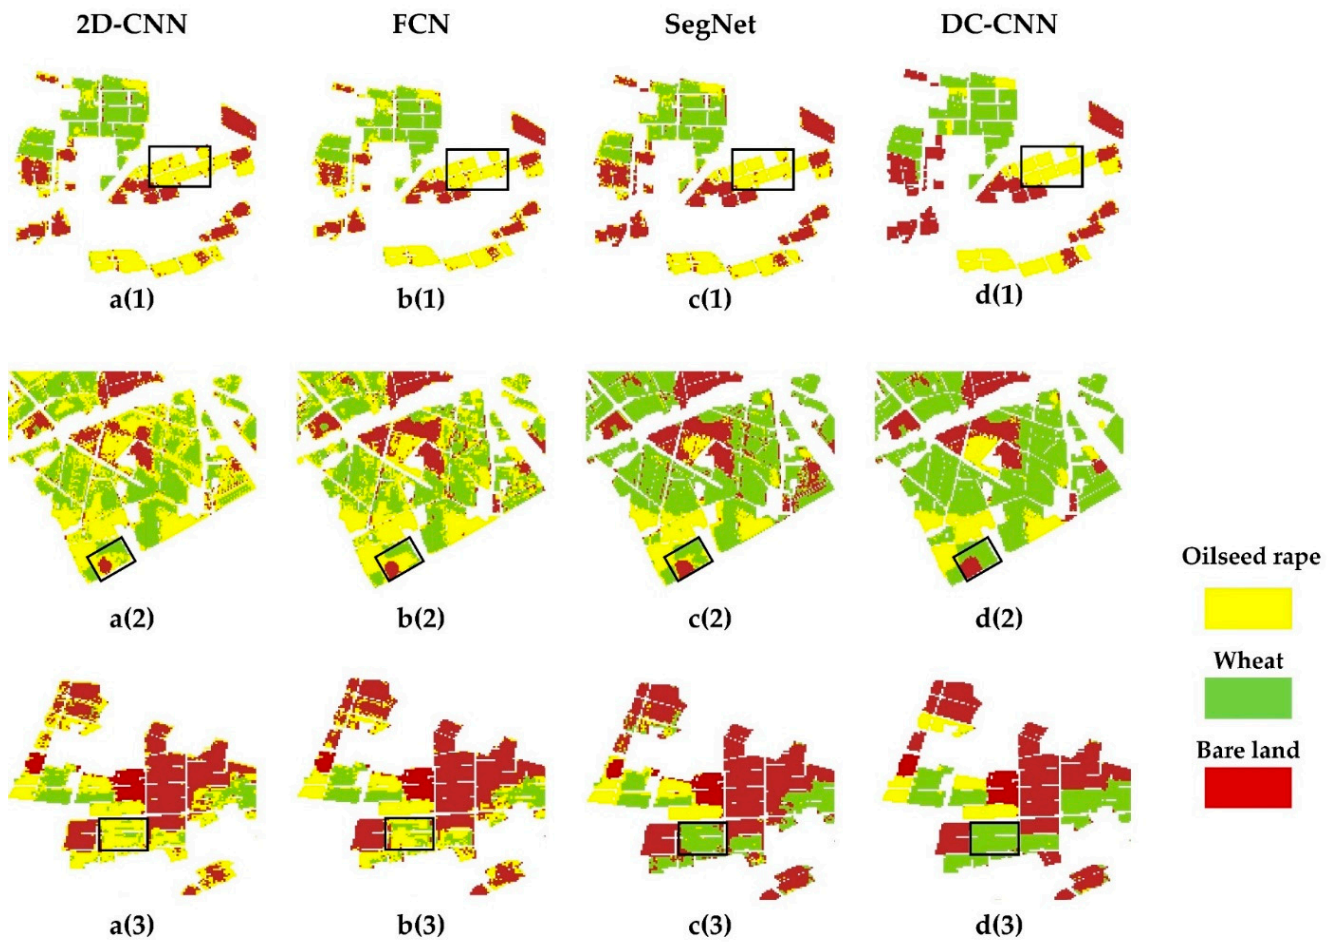 2D-CNN FCN SegNet DC-CNN
a(1) b(1) c(1) d(1)
a(2) b(2) c(2) d(2)
Oilseed rape
Wheat
Bare land
a(3) b(3) c(3) d(3)